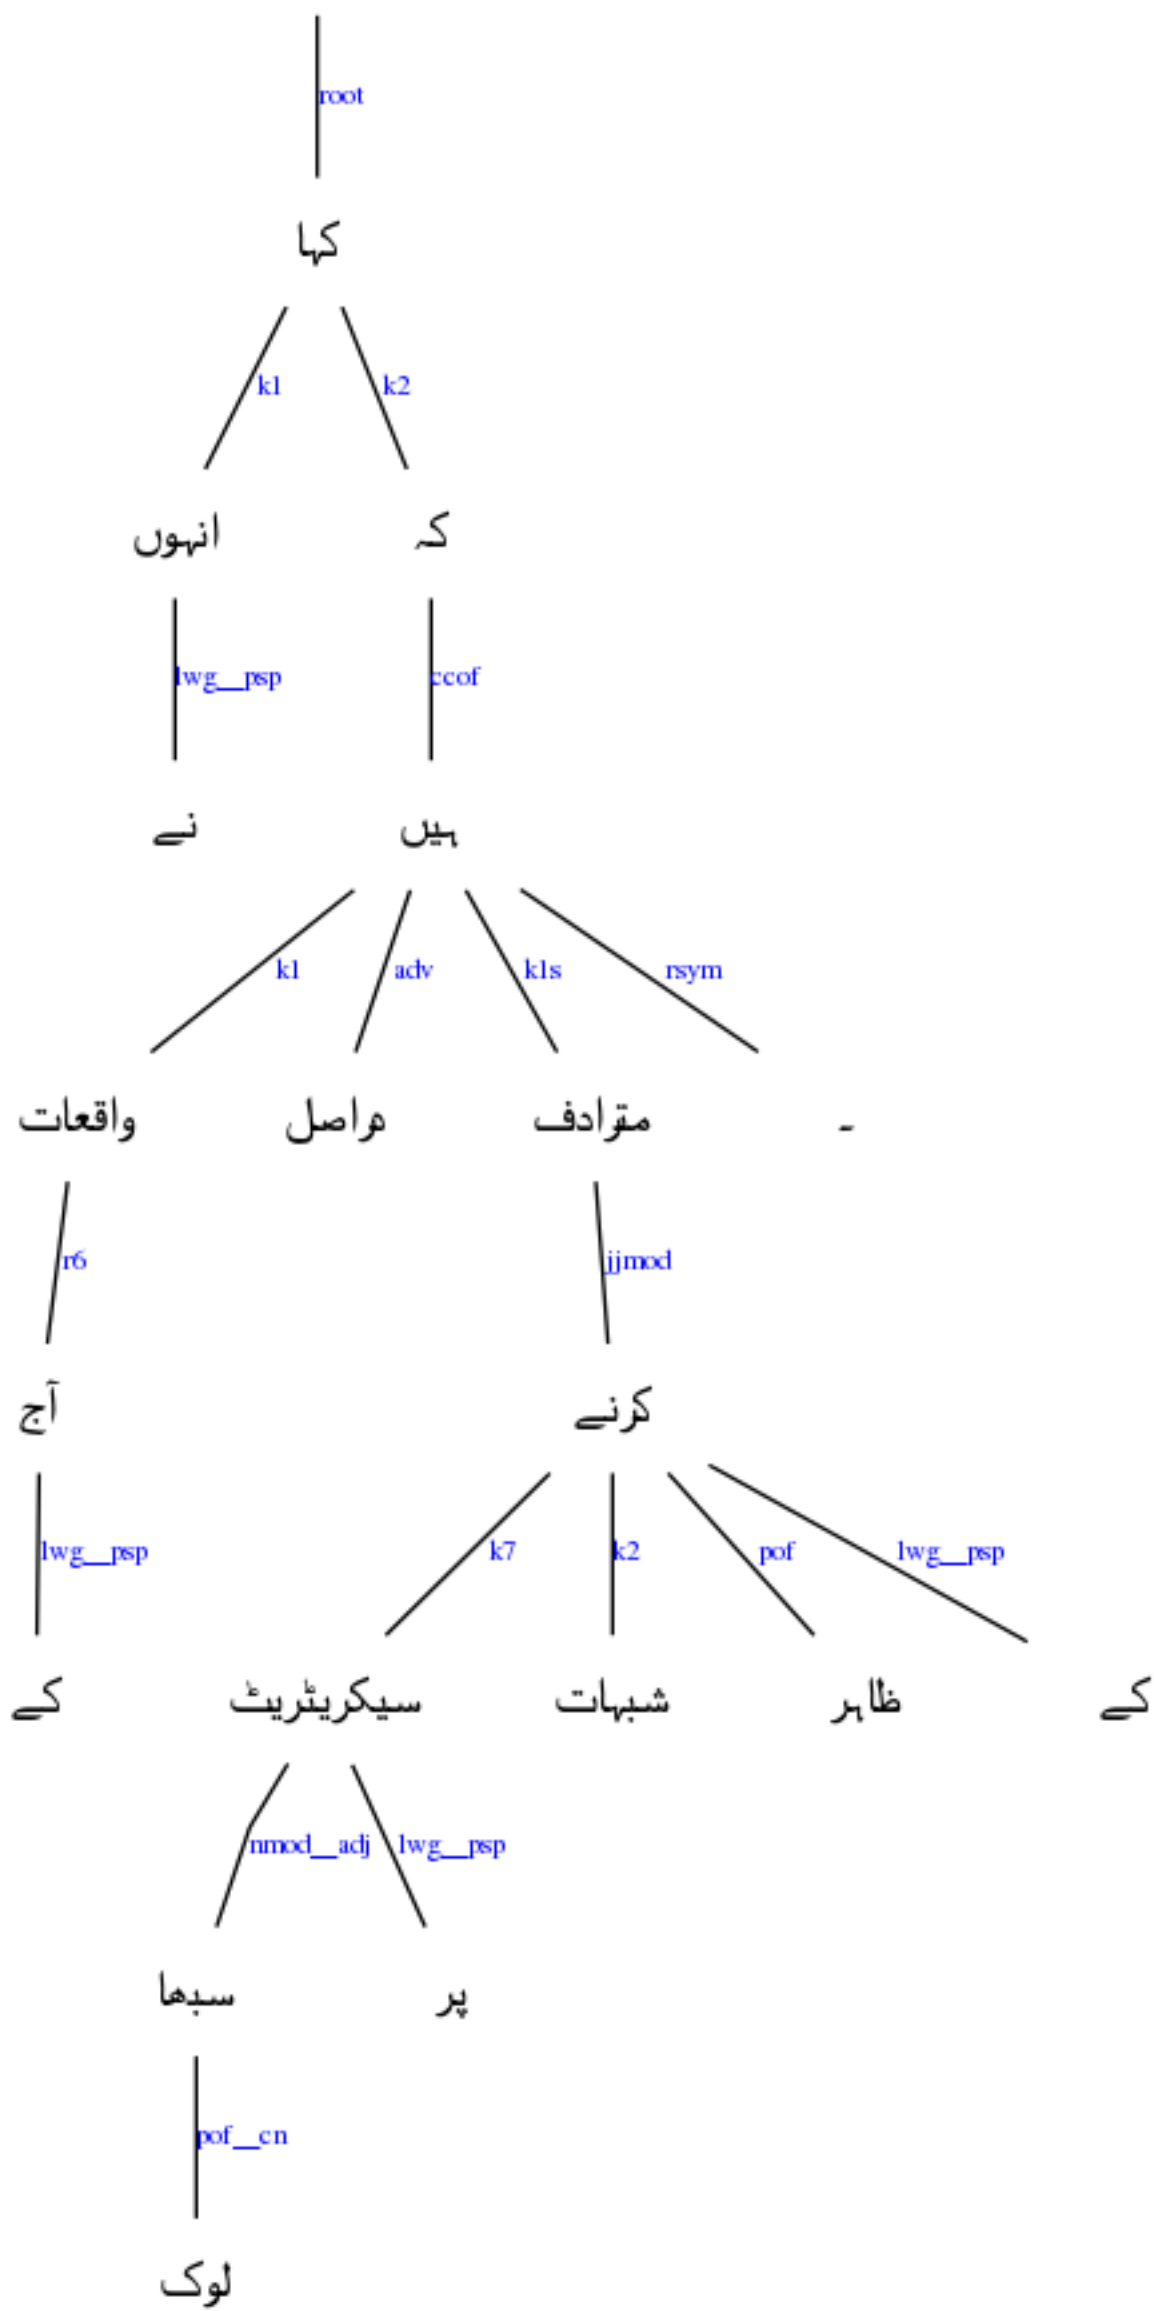 root
کہا
k1 k2
انہوں کہ
lwg__psp ccof
نے ہیں
k1 adv k1s rsym
واقعات دراصل مترادف ۔
r6 jjmod
آج کرنے
lwg__psp k7 k2 pof lwg__psp
کے سیکریٹریٹ شبہات ظاہر کے
nmod__adj lwg__psp
سبھا پر
pof__cn
لوک